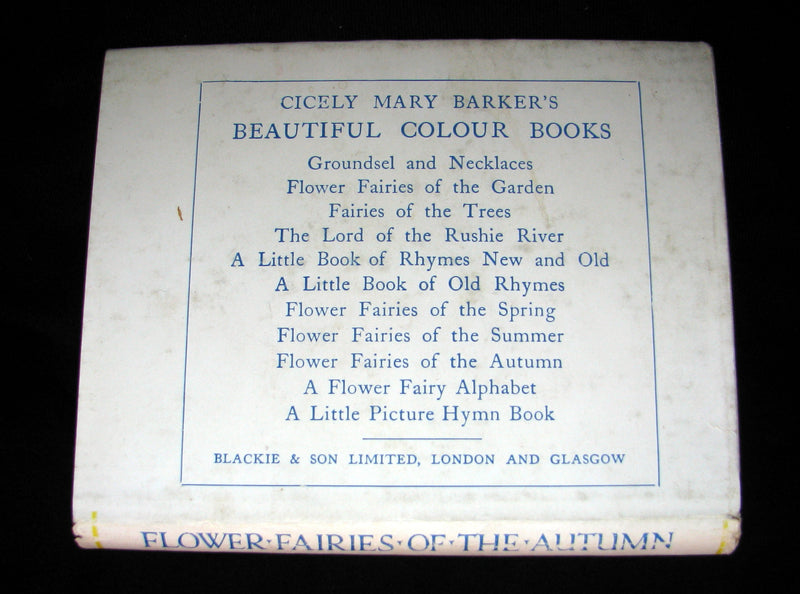 CICELY MARY BARKER'S
BEAUTIFUL COLOUR BOOKS
Groundsel and Necklaces
Flower Fairies of the Garden
Fairies of the Trees
The Lord of the Rushie River
A Little Book of Rhymes New and Old
A Little Book of Old Rhymes
Flower Fairies of the Spring
Flower Fairies of the Summer
Flower Fairies of the Autumn
A Flower Fairy Alphabet
A Little Picture Hymn Book
BLACKIE & SON LIMITED, LONDON AND GLASGOW
FLOWER·FAIRIES·OF·THE·AUTUMN